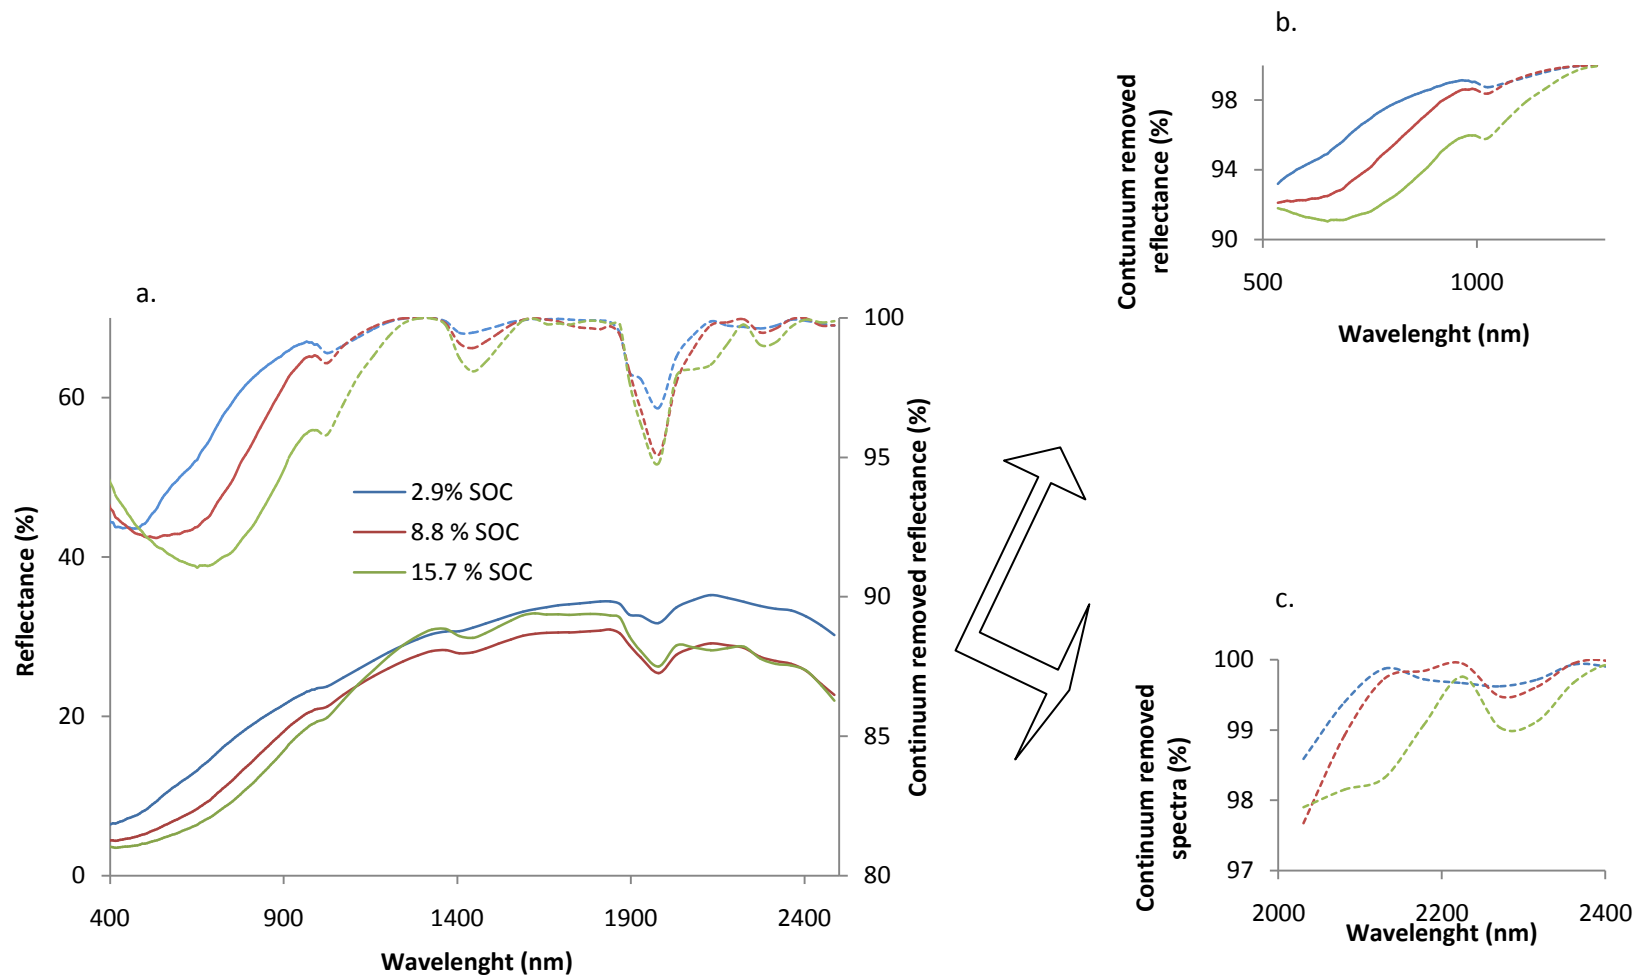 b.
Contunuum removed
reflectance (%)
98
94
90
500
1000
Wavelenght (nm)
a.
Reflectance (%)
60
40
20
0
100
95
90
85
80
Continuum removed reflectance (%)
2.9% SOC
8.8 % SOC
15.7 % SOC
400
900
1400
1900
2400
Wavelenght (nm)
c.
Continuum removed
spectra (%)
100
99
98
97
2000
2200
2400
Wavelenght (nm)